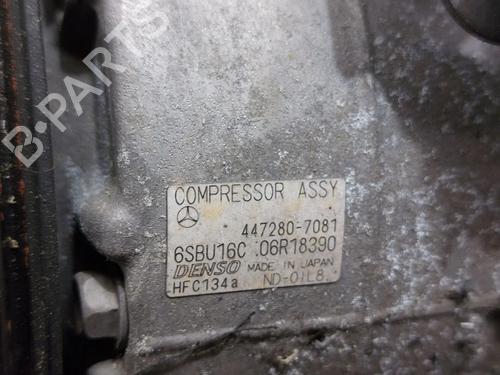 COMPRESSOR ASSY
447280-7081
6SBU16C 06R18390
DENSO MADE IN JAPAN
HFC134a ND-OIL8
B-PARTS